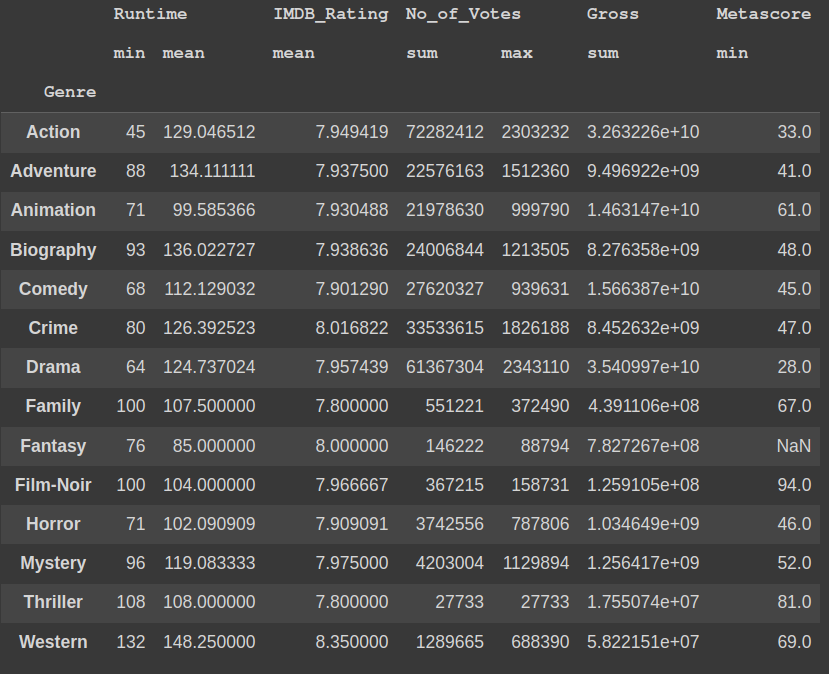 Runtime IMDB_Rating No_of_Votes Gross Metascore
min mean mean sum max sum min
Genre
Action 45 129.046512 7.949419 72282412 2303232 3.263226e+10 33.0
Adventure 88 134.111111 7.937500 22576163 1512360 9.496922e+09 41.0
Animation 71 99.585366 7.930488 21978630 999790 1.463147e+10 61.0
Biography 93 136.022727 7.938636 24006844 1213505 8.276358e+09 48.0
Comedy 68 112.129032 7.901290 27620327 939631 1.566387e+10 45.0
Crime 80 126.392523 8.016822 33533615 1826188 8.452632e+09 47.0
Drama 64 124.737024 7.957439 61367304 2343110 3.540997e+10 28.0
Family 100 107.500000 7.800000 551221 372490 4.391106e+08 67.0
Fantasy 76 85.000000 8.000000 146222 88794 7.827267e+08 NaN
Film-Noir 100 104.000000 7.966667 367215 158731 1.259105e+08 94.0
Horror 71 102.090909 7.909091 3742556 787806 1.034649e+09 46.0
Mystery 96 119.083333 7.975000 4203004 1129894 1.256417e+09 52.0
Thriller 108 108.000000 7.800000 27733 27733 1.755074e+07 81.0
Western 132 148.250000 8.350000 1289665 688390 5.822151e+07 69.0